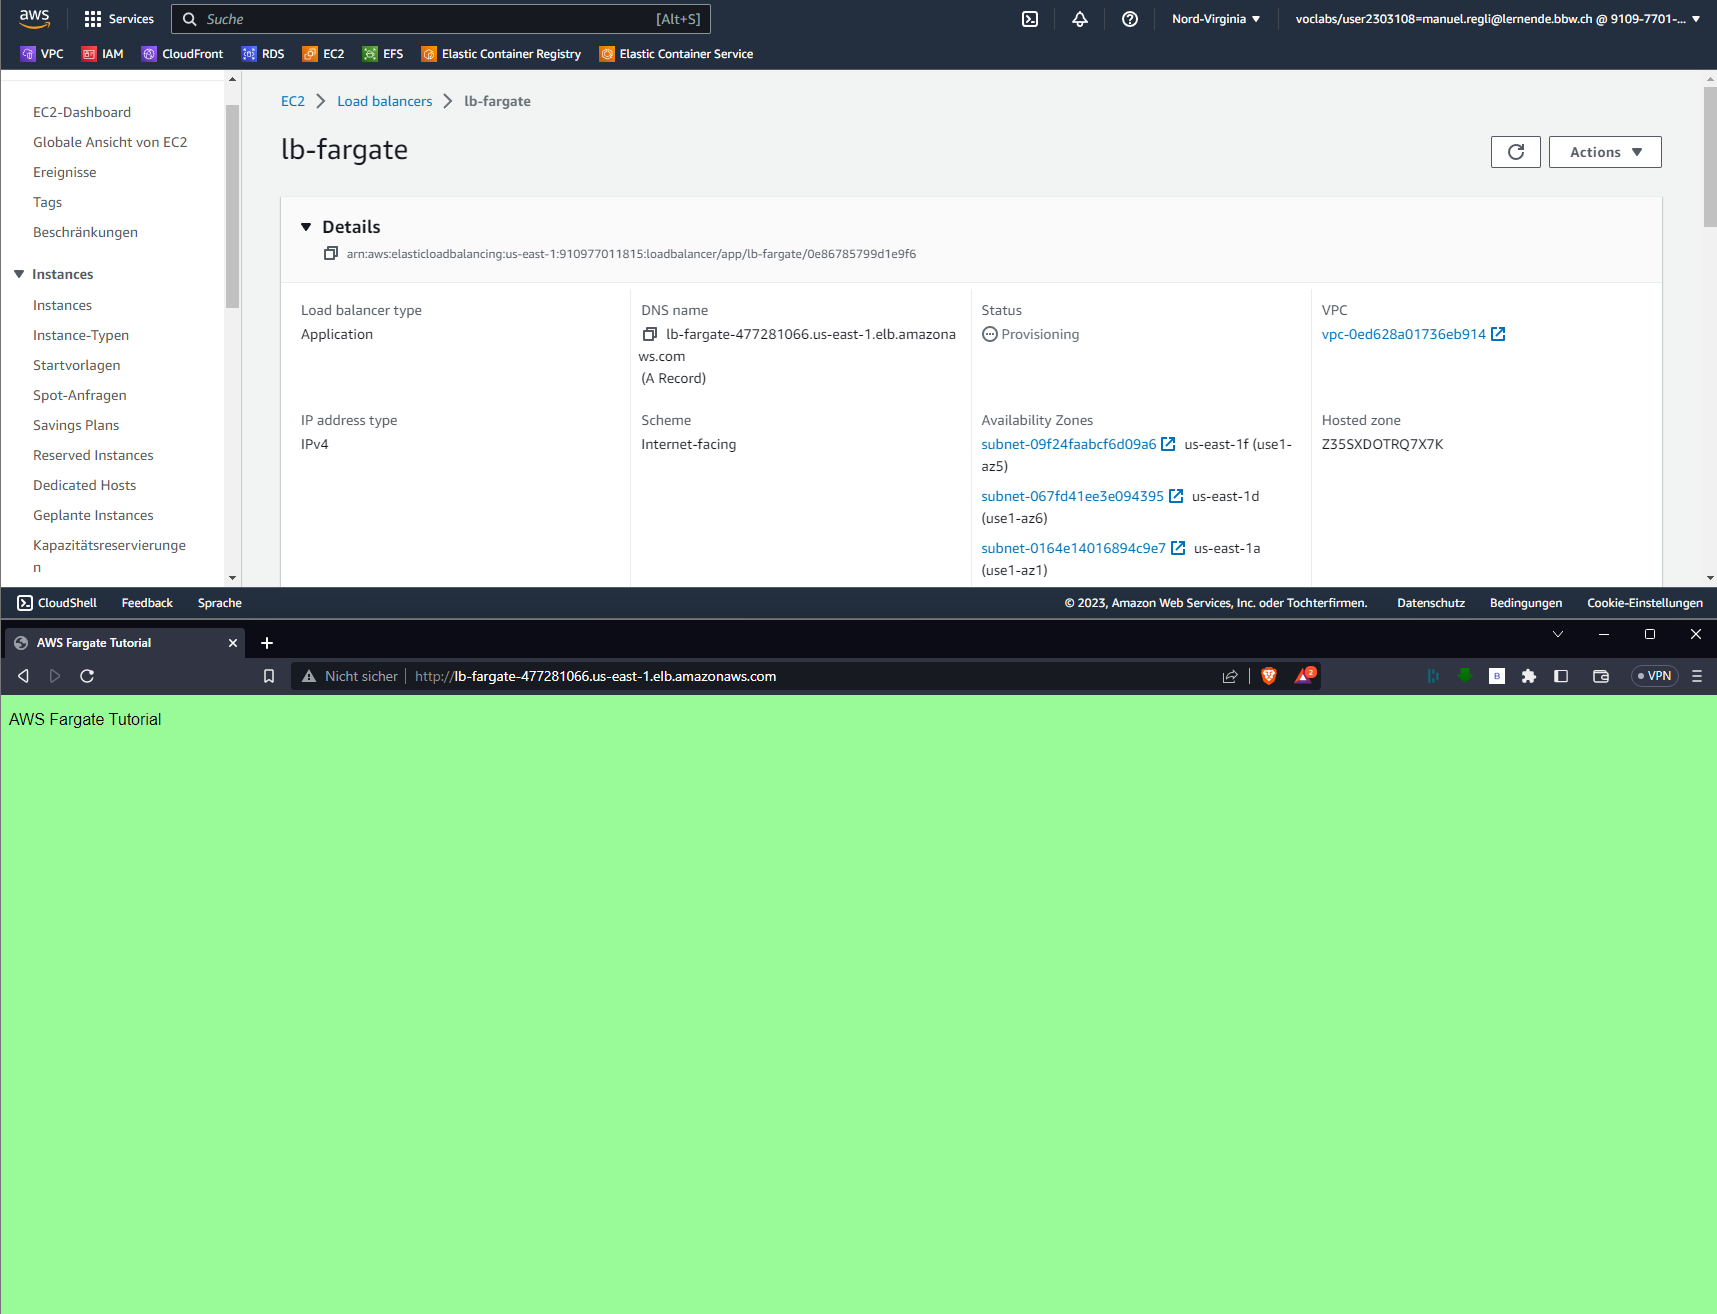 aws Services Suche [Alt+S] Nord-Virginia voclabs/user2303108=manuel.regli@lernende.bbw.ch @ 9109-7701-...
VPC IAM CloudFront RDS EC2 EFS Elastic Container Registry Elastic Container Service
EC2-Dashboard
Globale Ansicht von EC2
Ereignisse
Tags
Beschränkungen
Instances
Instances
Instance-Typen
Startvorlagen
Spot-Anfragen
Savings Plans
Reserved Instances
Dedicated Hosts
Geplante Instances
Kapazitätsreservierunge
n
EC2 Load balancers lb-fargate
lb-fargate
Actions
Details
arn:aws:elasticloadbalancing:us-east-1:910977011815:loadbalancer/app/lb-fargate/0e86785799d1e9f6
Load balancer type
Application
DNS name
lb-fargate-477281066.us-east-1.elb.amazona
ws.com
(A Record)
Status
Provisioning
VPC
vpc-0ed628a01736eb914
IP address type
IPv4
Scheme
Internet-facing
Availability Zones
subnet-09f24faabcf6d09a6 us-east-1f (use1-
az5)
subnet-067fd41ee3e094395 us-east-1d
(use1-az6)
subnet-0164e14016894c9e7 us-east-1a
(use1-az1)
Hosted zone
Z35SXDOTRQ7X7K
CloudShell Feedback Sprache © 2023, Amazon Web Services, Inc. oder Tochterfirmen. Datenschutz Bedingungen Cookie-Einstellungen
AWS Fargate Tutorial
Nicht sicher http://lb-fargate-477281066.us-east-1.elb.amazonaws.com 2 B VPN
AWS Fargate Tutorial